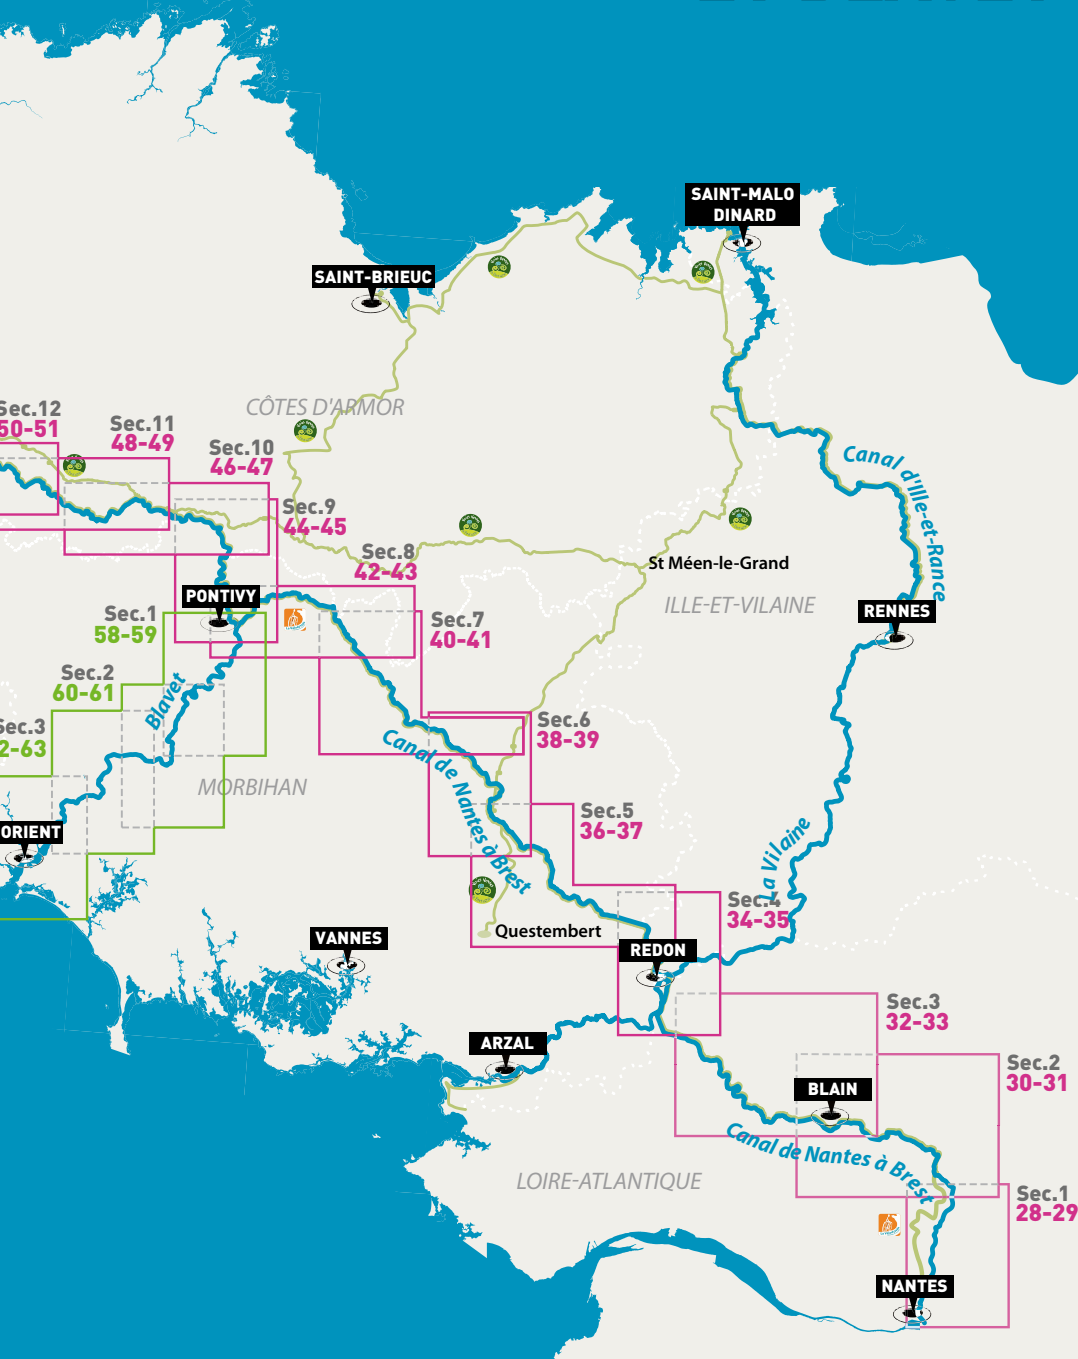 SAINT-MALO
DINARD
SAINT-BRIEUC
CÔTES D'ARMOR
Sec.12
50-51
Sec.11
48-49
Sec.10
46-47
Canal d'Ille-et-Rance
Sec.9
44-45
Sec.8
42-43
St Méen-le-Grand
PONTIVY
ILLE-ET-VILAINE
RENNES
Sec.1
58-59
Sec.7
40-41
Sec.2
60-61
Blavet
Sec.3
2-63
Sec.6
38-39
Canal de Nantes à Brest
MORBIHAN
Sec.5
36-37
ORIENT
La Vilaine
Sec.4
34-35
Questembert
VANNES
REDON
Sec.3
32-33
ARZAL
Sec.2
30-31
BLAIN
Canal de Nantes à Brest
LOIRE-ATLANTIQUE
Sec.1
28-29
NANTES